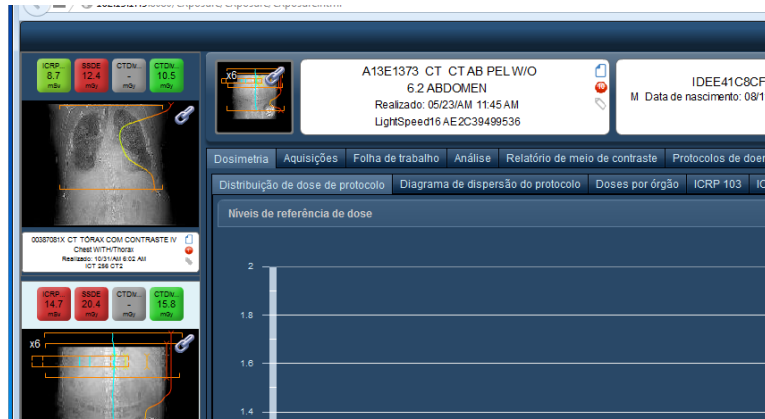 ICRP... SSDE CTDIv... CTDIv...
8.7 12.4 - 10.5
mSv mGy mGy mGy
00387081X CT TÓRAX COM CONTRASTE IV
Chest WITH/Thorax
Realizado: 10/31/AM 6:02 AM
ICT 256 CT2
ICRP... SSDE CTDIv... CTDIv...
14.7 20.4 - 15.8
mSv mGy mGy mGy
x6
x6
A13E1373 CT CT AB PEL W/O
6.2 ABDOMEN
Realizado: 05/23/AM 11:45 AM
LightSpeed16 AE2C39499536
10
IDEE41C8CF
M Data de nascimento: 08/1
Dosimetria Aquisições Folha de trabalho Análise Relatório de meio de contraste Protocolos de doen
Distribuição de dose de protocolo Diagrama de dispersão do protocolo Doses por órgão ICRP 103 IC
Níveis de referência de dose
2
1.8
1.6
1.4